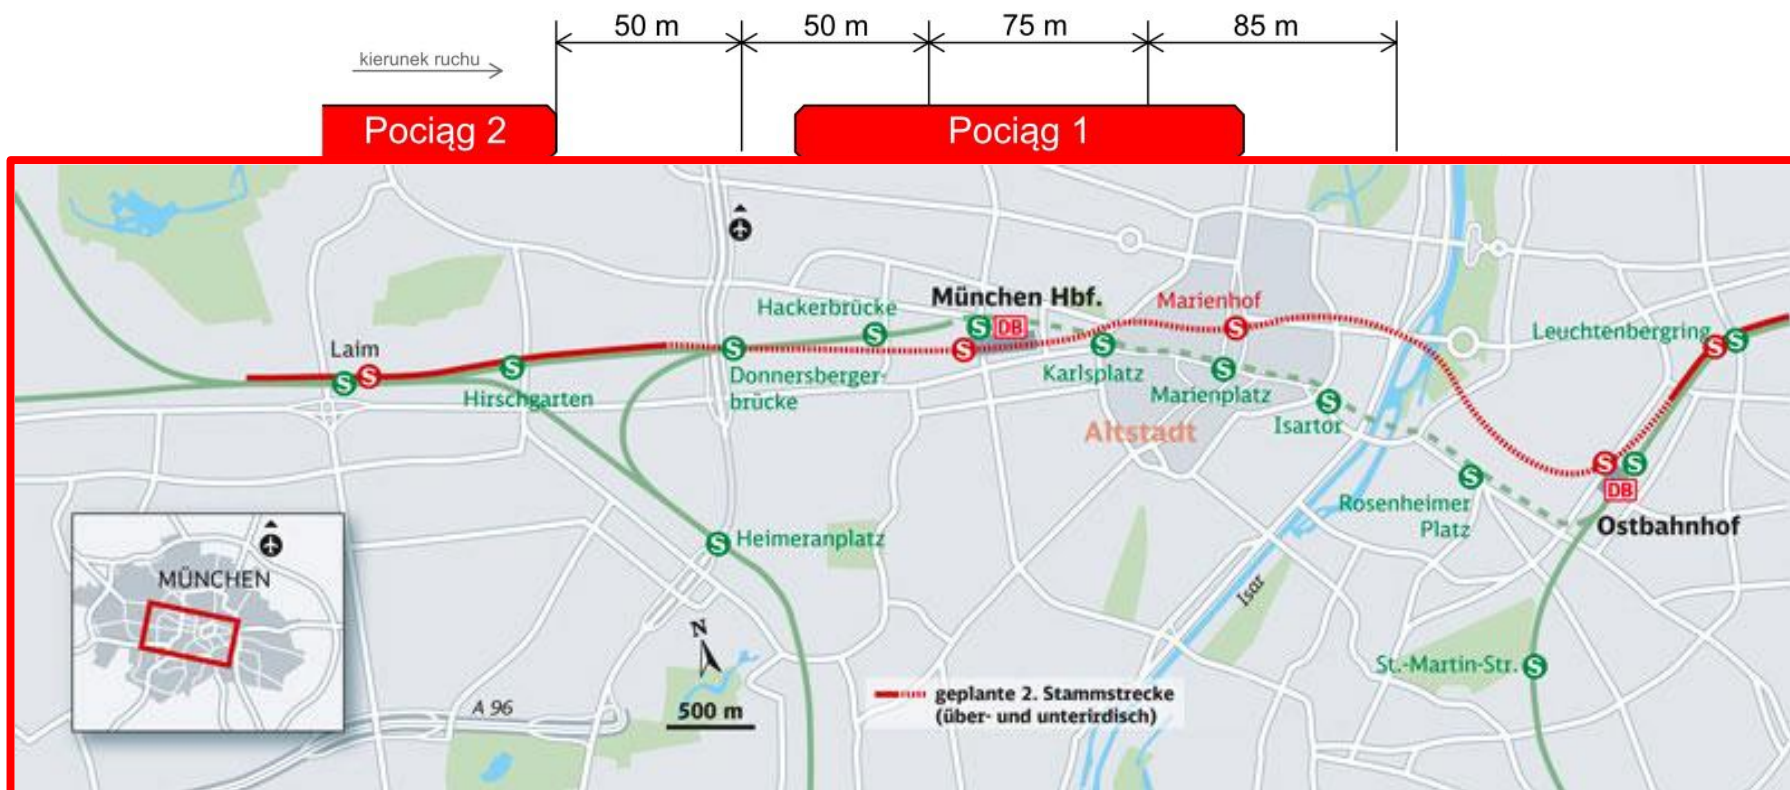 50 m
50 m
75 m
85 m
kierunek ruchu
Pociąg 2
Pociąg 1
Hackerbrücke
München Hbf.
S
DB
Marienhof
S
Leuchtenbergring
S
S
Laim
S
S
S
Hirschgarten
S
S
Donnersberger-
brücke
S
S
Karlsplatz
S
Marienplatz
S
Isartor
Altstadt
S
S
DB
Ostbahnhof
S
Rosenheimer
Platz
S
Heimeranplatz
MÜNCHEN
Isar
N
500 m
A 96
St.-Martin-Str.
S
geplante 2. Stammstrecke
(über- und unterirdisch)